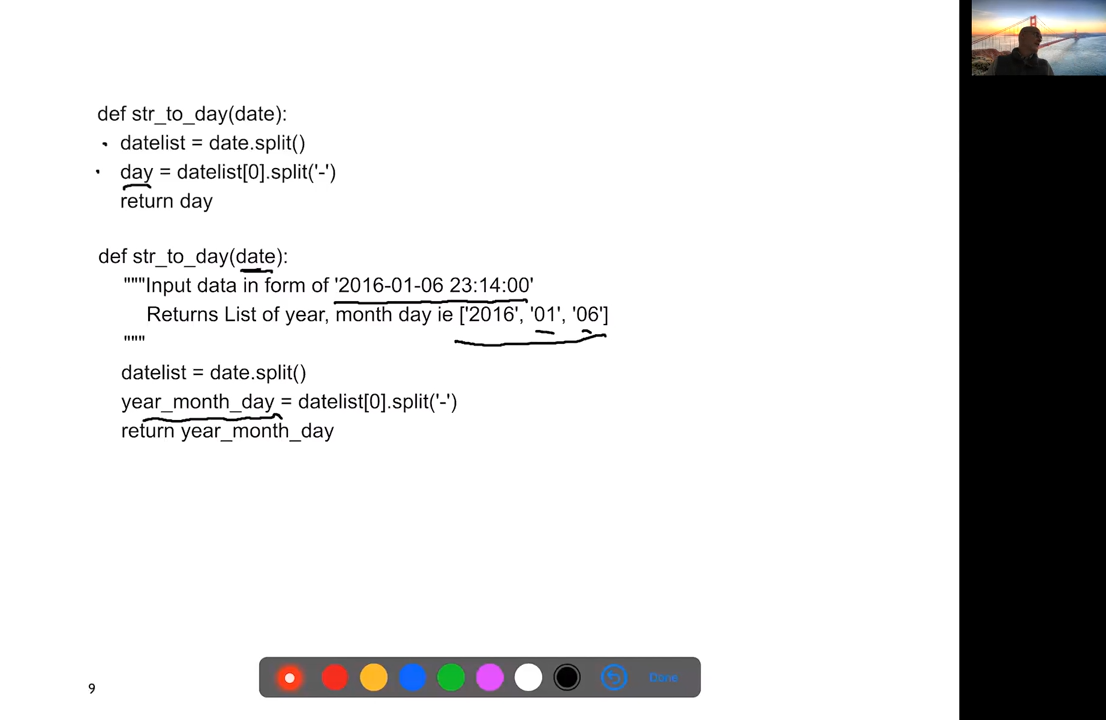 def str_to_day(date):
datelist = date.split()
day = datelist[0].split('-')
return day
def str_to_day(date):
"""Input data in form of '2016-01-06 23:14:00'
Returns List of year, month day ie ['2016', '01', '06']
"""
datelist = date.split()
year_month_day = datelist[0].split('-')
return year_month_day
Done
9